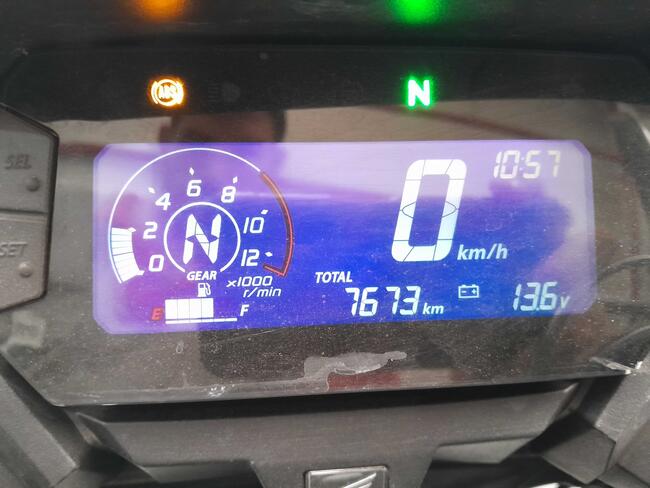 ABS
N
SEL
SET
10:57
0
km/h
0
2
4
6
8
10
12
N
GEAR
x1000
r/min
E
F
TOTAL
7673 km
13.6 V